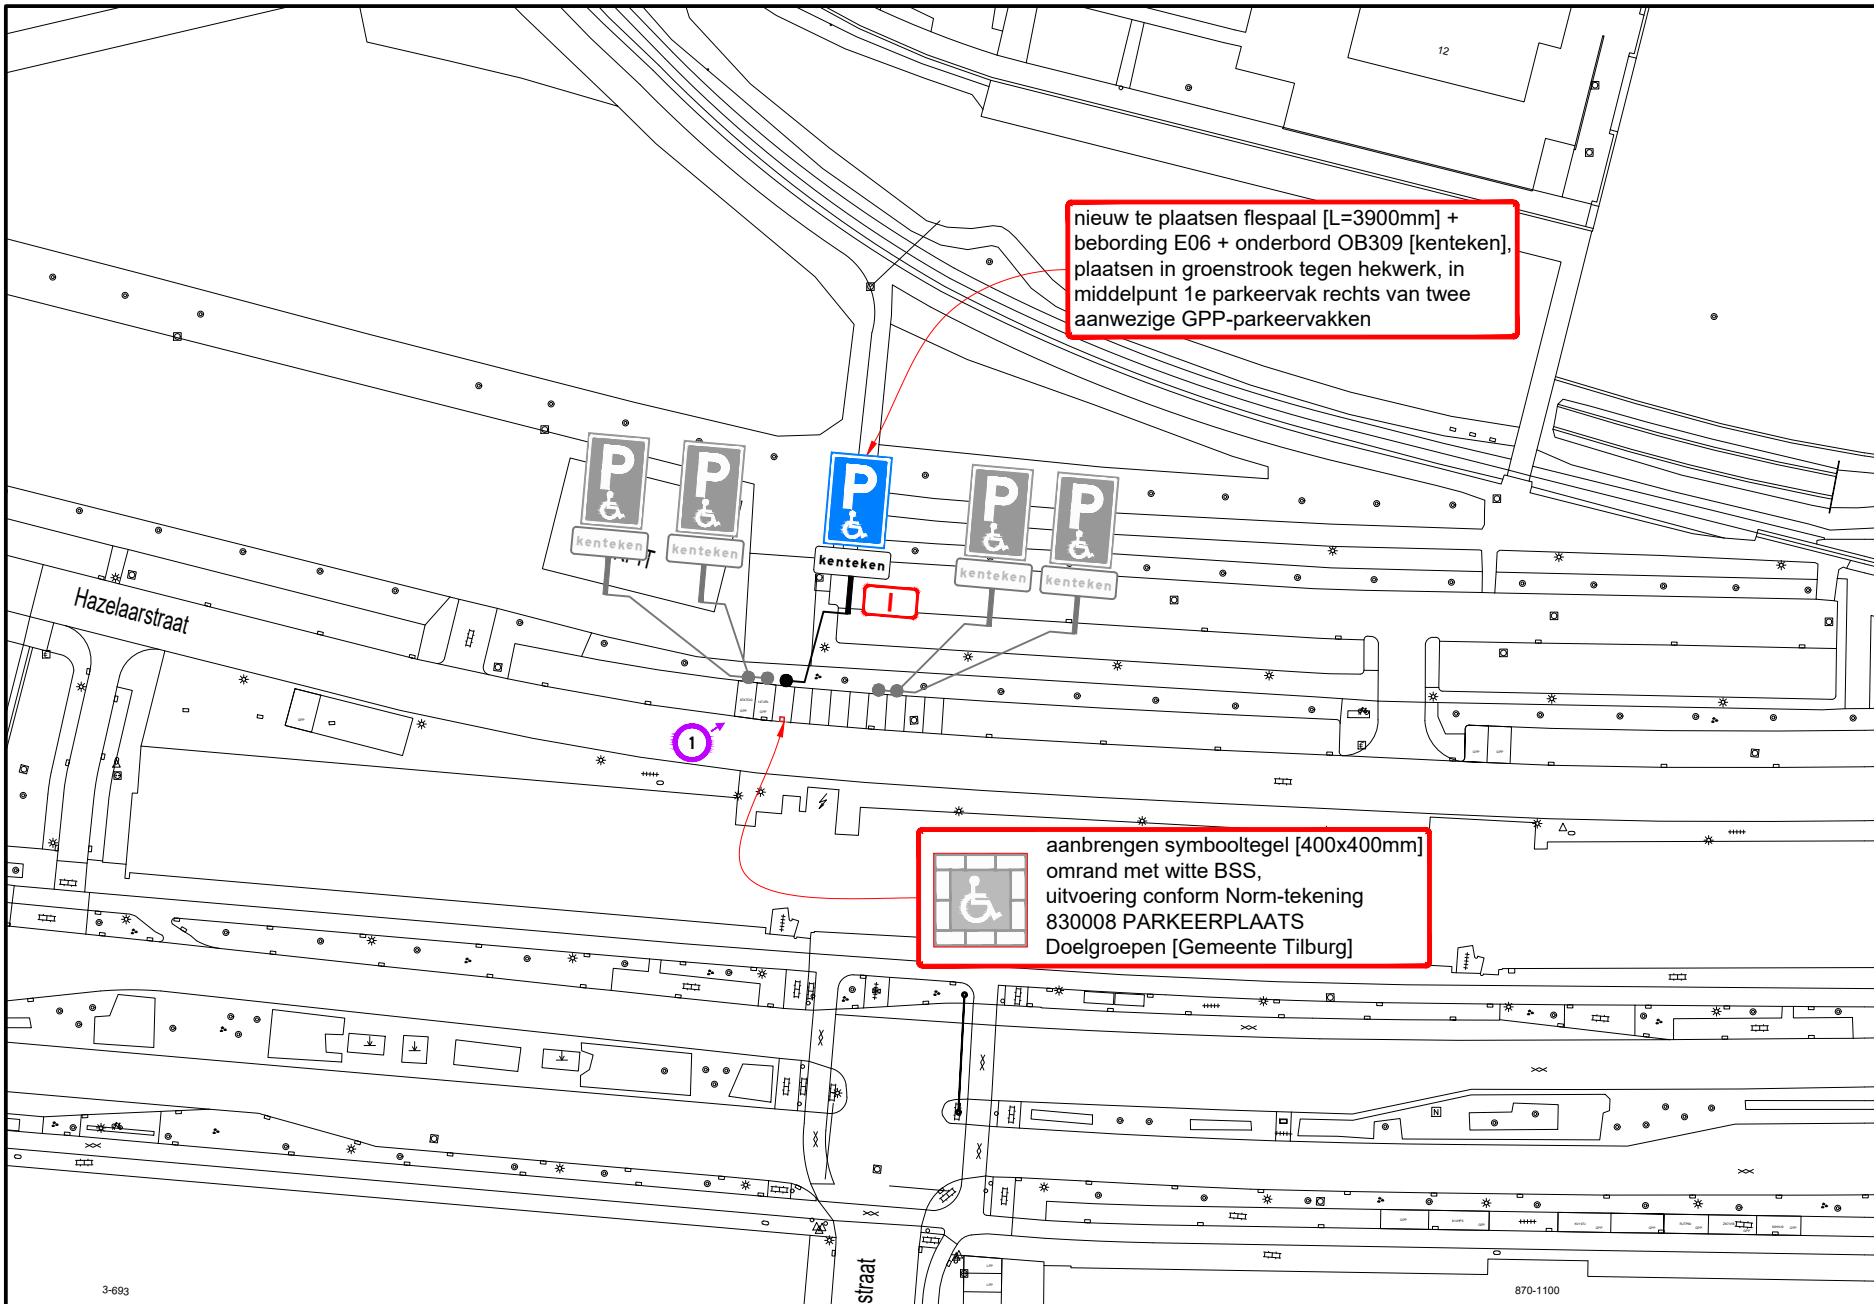 12
nieuw te plaatsen flespaal [L=3900mm] +
bebording E06 + onderbord OB309 [kenteken],
plaatsen in groenstrook tegen hekwerk, in
middelpunt 1e parkeervak rechts van twee
aanwezige GPP-parkeervakken
P
P
P
P
P
kenteken
kenteken
kenteken
kenteken
kenteken
I
Hazelaarstraat
1
aanbrengen symbooltegel [400x400mm]
omrand met witte BSS,
uitvoering conform Norm-tekening
830008 PARKEERPLAATS
Doelgroepen [Gemeente Tilburg]
N
straat
3-693
870-1100